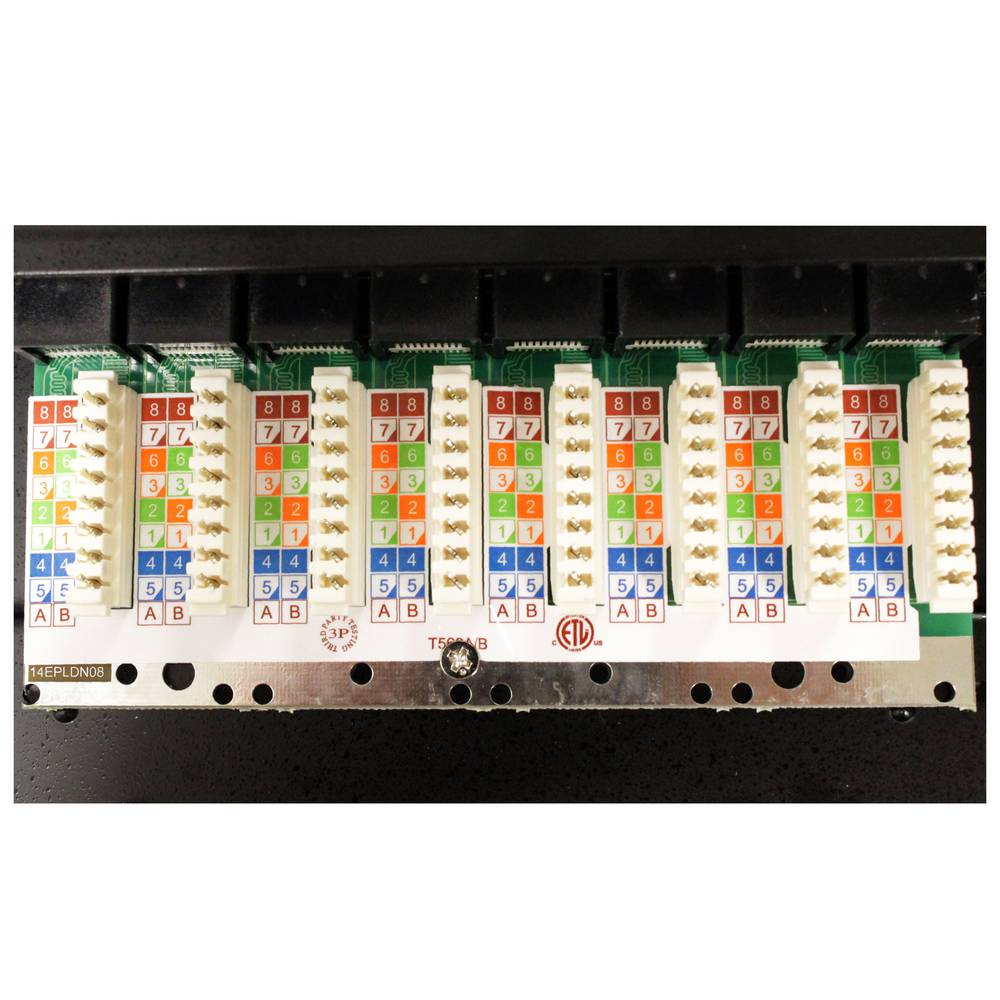 8 8 8 8 8 8 8 8 8 8 8 8 8 8 8 8
7 7 7 7 7 7 7 7 7 7 7 7 7 7 7 7
6 6 6 6 6 6 6 6 6 6 6 6 6 6 6 6
3 3 3 3 3 3 3 3 3 3 3 3 3 3 3 3
2 2 2 2 2 2 2 2 2 2 2 2 2 2 2 2
1 1 1 1 1 1 1 1 1 1 1 1 1 1 1 1
4 4 4 4 4 4 4 4 4 4 4 4 4 4 4 4
5 5 5 5 5 5 5 5 5 5 5 5 5 5 5 5
A B A B A B A B A B A B A B A B
THIRD PARTY TESTING
3P
ETL
C US
14EPLDN08